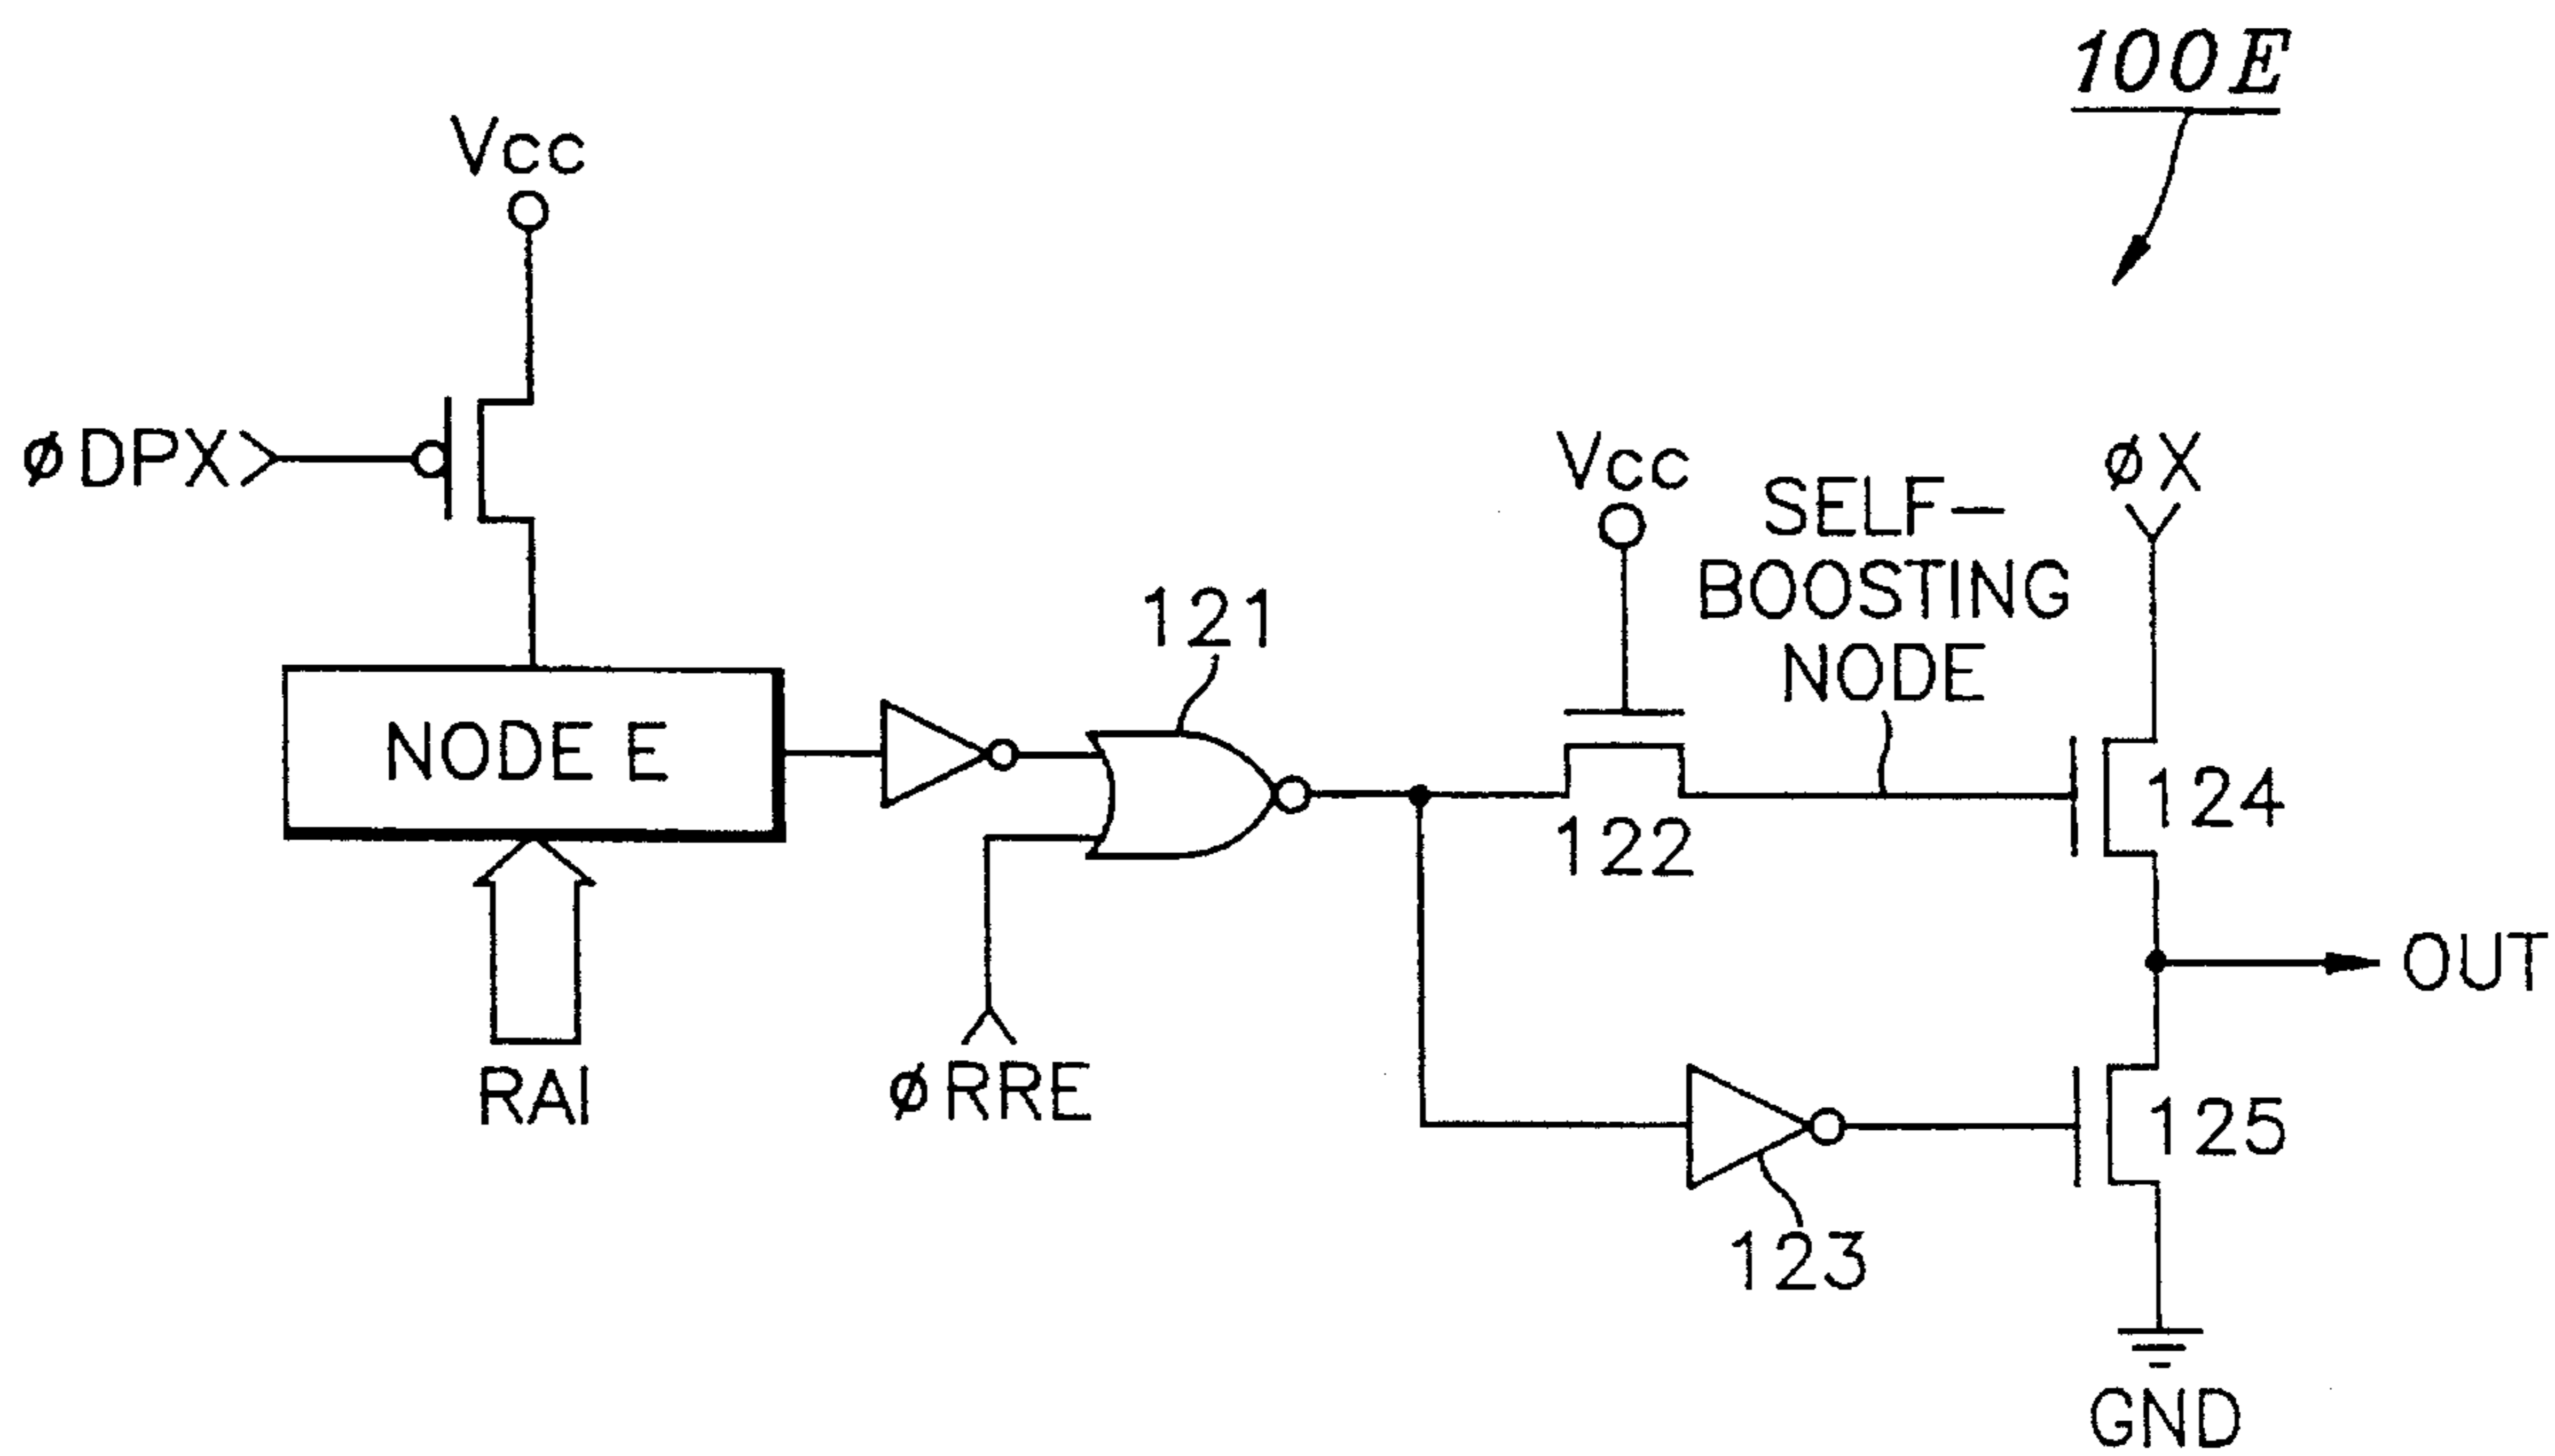 100E
Vcc
øDPX
Vcc
SELF-
BOOSTING
NODE
øX
121
NODE E
124
122
OUT
RAI
øRRE
125
123
GND